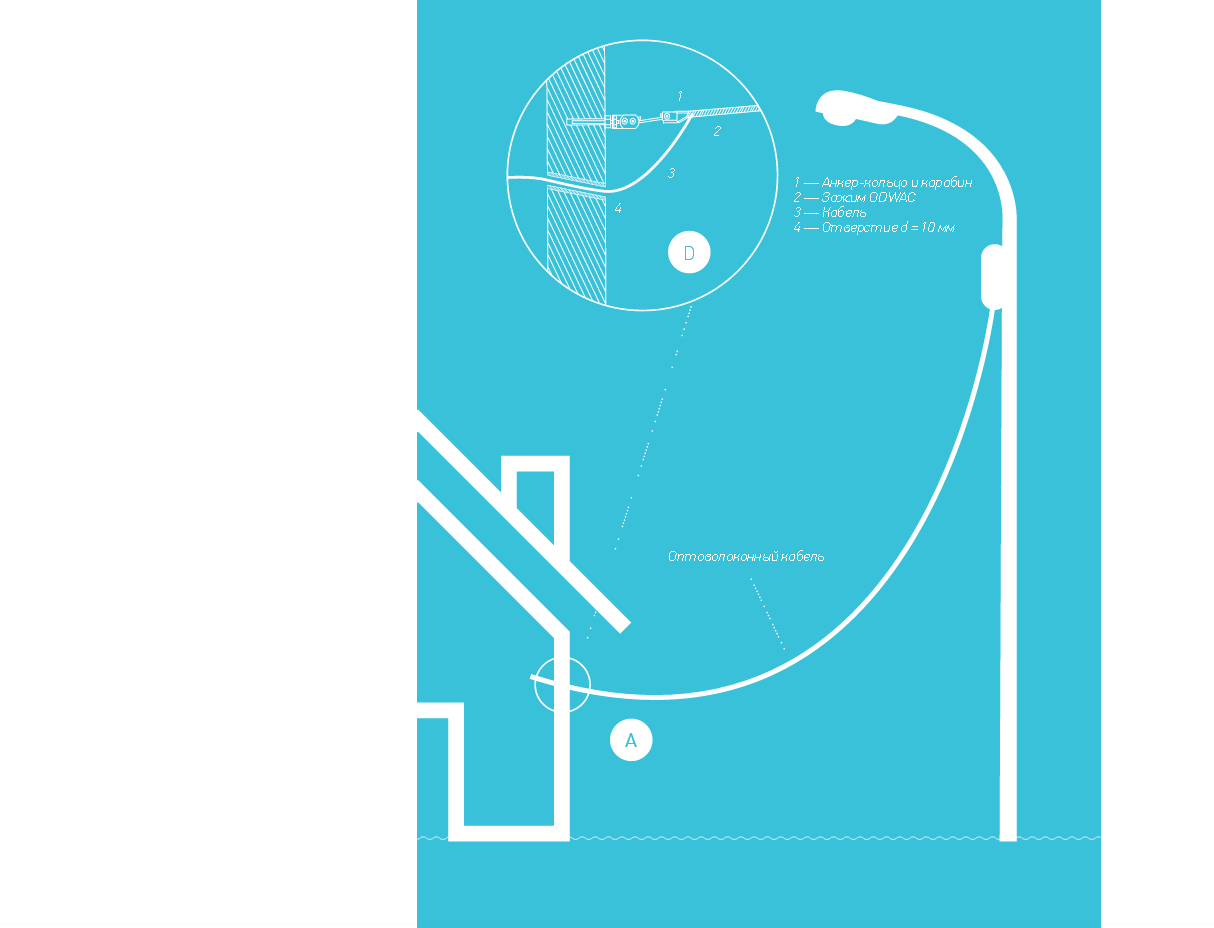 1
2
3
4
D
1 — Анкер-кольцо и карабин
2 — Зажим ODWAC
3 — Кабель
4 — Отверстие d = 10 мм
Оптоволоконный кабель
A